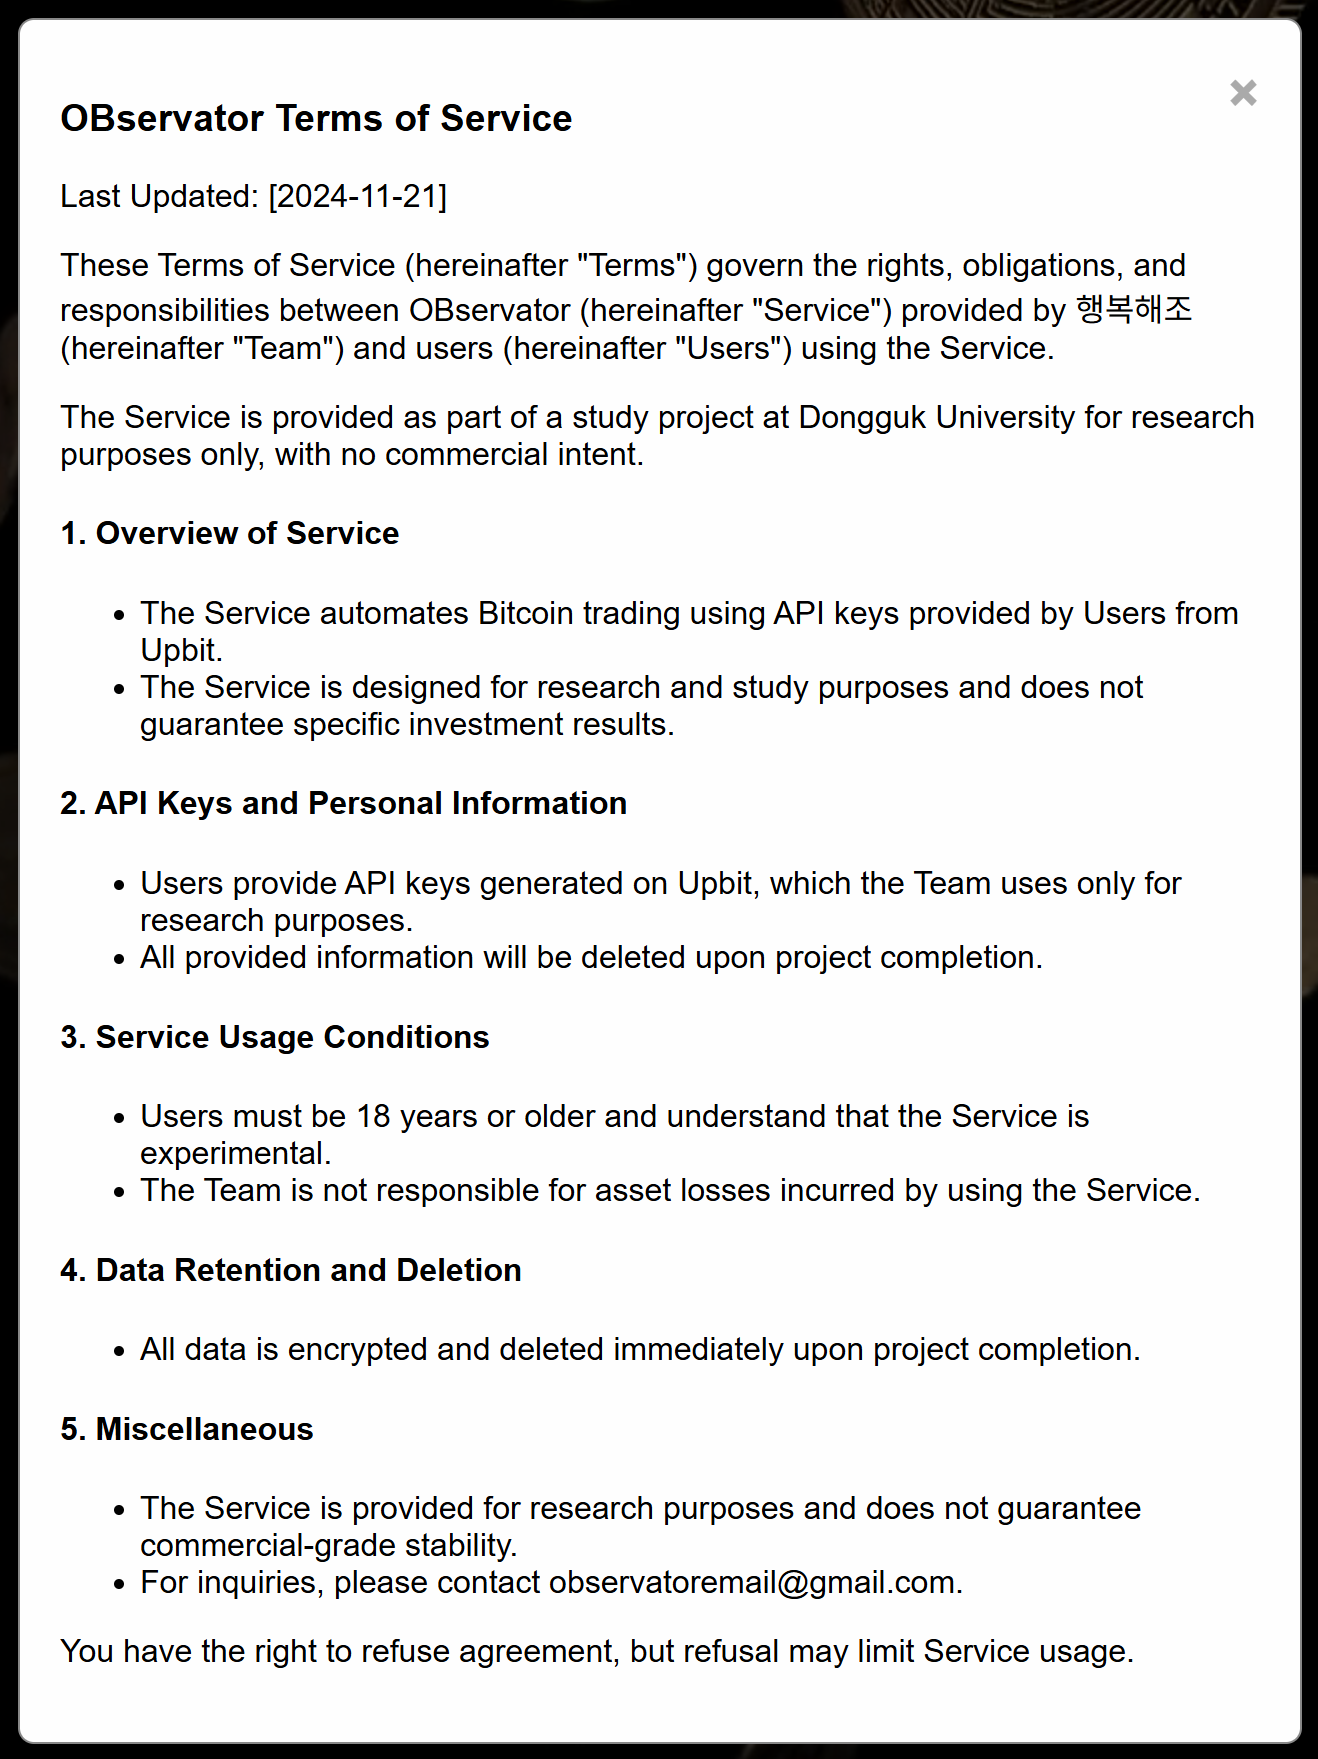 OBservator Terms of Service
Last Updated: [2024-11-21]
These Terms of Service (hereinafter "Terms") govern the rights, obligations, and
responsibilities between OBservator (hereinafter "Service") provided by 행복해조
(hereinafter "Team") and users (hereinafter "Users") using the Service.
The Service is provided as part of a study project at Dongguk University for research
purposes only, with no commercial intent.
1. Overview of Service
• The Service automates Bitcoin trading using API keys provided by Users from
Upbit.
• The Service is designed for research and study purposes and does not
guarantee specific investment results.
2. API Keys and Personal Information
• Users provide API keys generated on Upbit, which the Team uses only for
research purposes.
• All provided information will be deleted upon project completion.
3. Service Usage Conditions
• Users must be 18 years or older and understand that the Service is
experimental.
• The Team is not responsible for asset losses incurred by using the Service.
4. Data Retention and Deletion
• All data is encrypted and deleted immediately upon project completion.
5. Miscellaneous
• The Service is provided for research purposes and does not guarantee
commercial-grade stability.
• For inquiries, please contact observatoremail@gmail.com.
You have the right to refuse agreement, but refusal may limit Service usage.